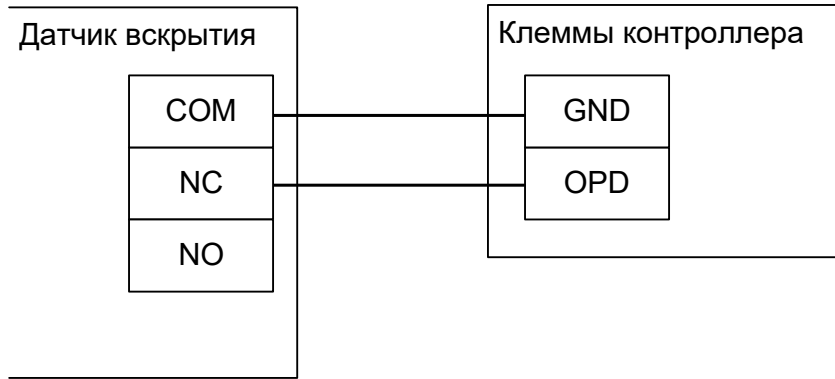 Датчик вскрытия
COM
NC
NO
Клеммы контроллера
GND
OPD